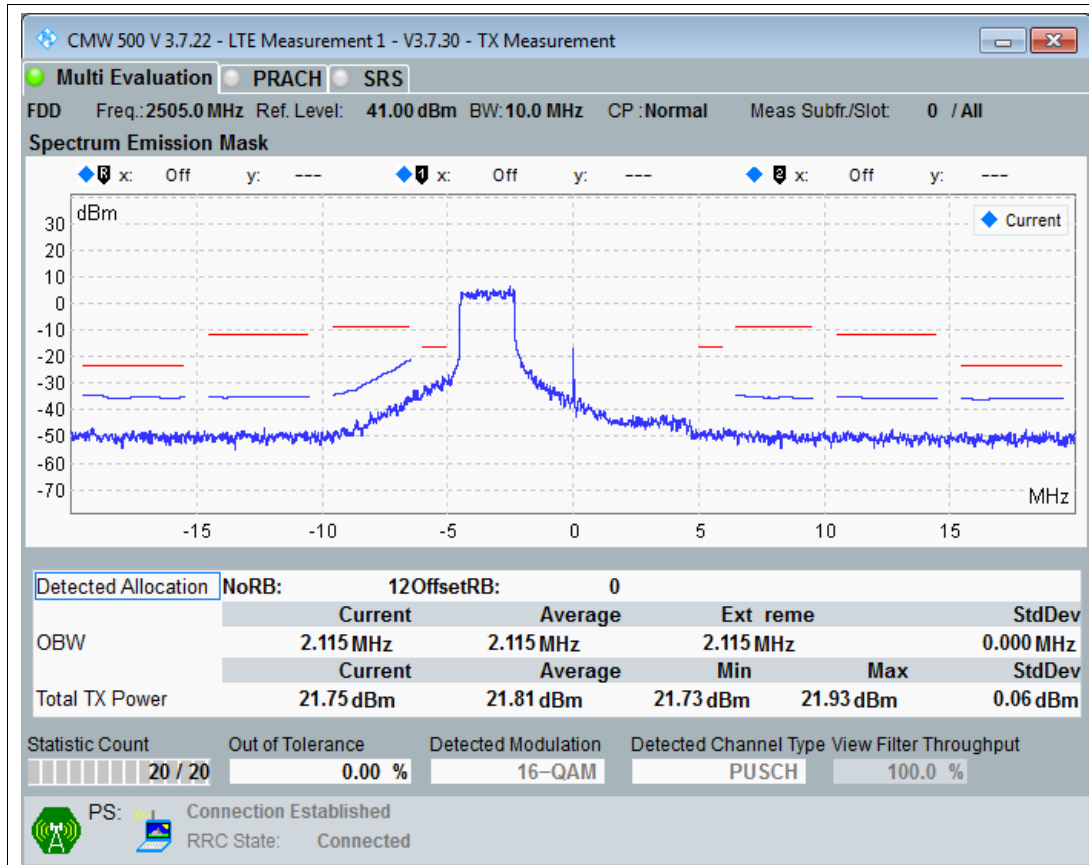 CMW 500 V 3.7.22 - LTE Measurement 1 - V3.7.30 - TX Measurement
Multi Evaluation PRACH SRS
FDD Freq.: 2505.0 MHz Ref. Level: 41.00 dBm BW: 10.0 MHz CP : Normal Meas Subfr./Slot: 0 / All
Spectrum Emission Mask
R x: Off y: --- 1 x: Off y: --- 2 x: Off y: ---
dBm
Current
30
20
10
0
-10
-20
-30
-40
-50
-60
-70
MHz
-15 -10 -5 0 5 10 15
Detected Allocation NoRB: 12 OffsetRB: 0
Current Average Ext reme StdDev
OBW 2.115 MHz 2.115 MHz 2.115 MHz 0.000 MHz
Current Average Min Max StdDev
Total TX Power 21.75 dBm 21.81 dBm 21.73 dBm 21.93 dBm 0.06 dBm
Statistic Count Out of Tolerance Detected Modulation Detected Channel Type View Filter Throughput
20 / 20 0.00 % 16-QAM PUSCH 100.0 %
PS: Connection Established
RRC State: Connected